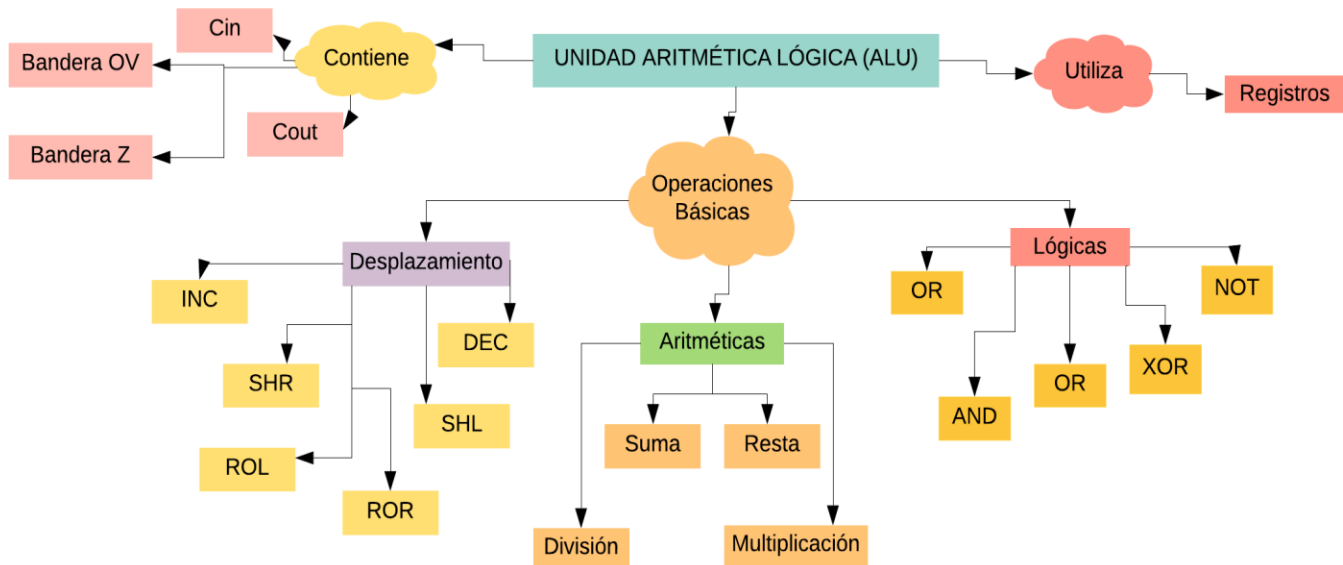 Cin
Bandera OV
Contiene
UNIDAD ARITMÉTICA LÓGICA (ALU)
Utiliza
Registros
Cout
Bandera Z
Operaciones
Básicas
Desplazamiento
Lógicas
INC
OR
NOT
DEC
Aritméticas
SHR
OR
XOR
SHL
AND
Suma
Resta
ROL
ROR
División
Multiplicación